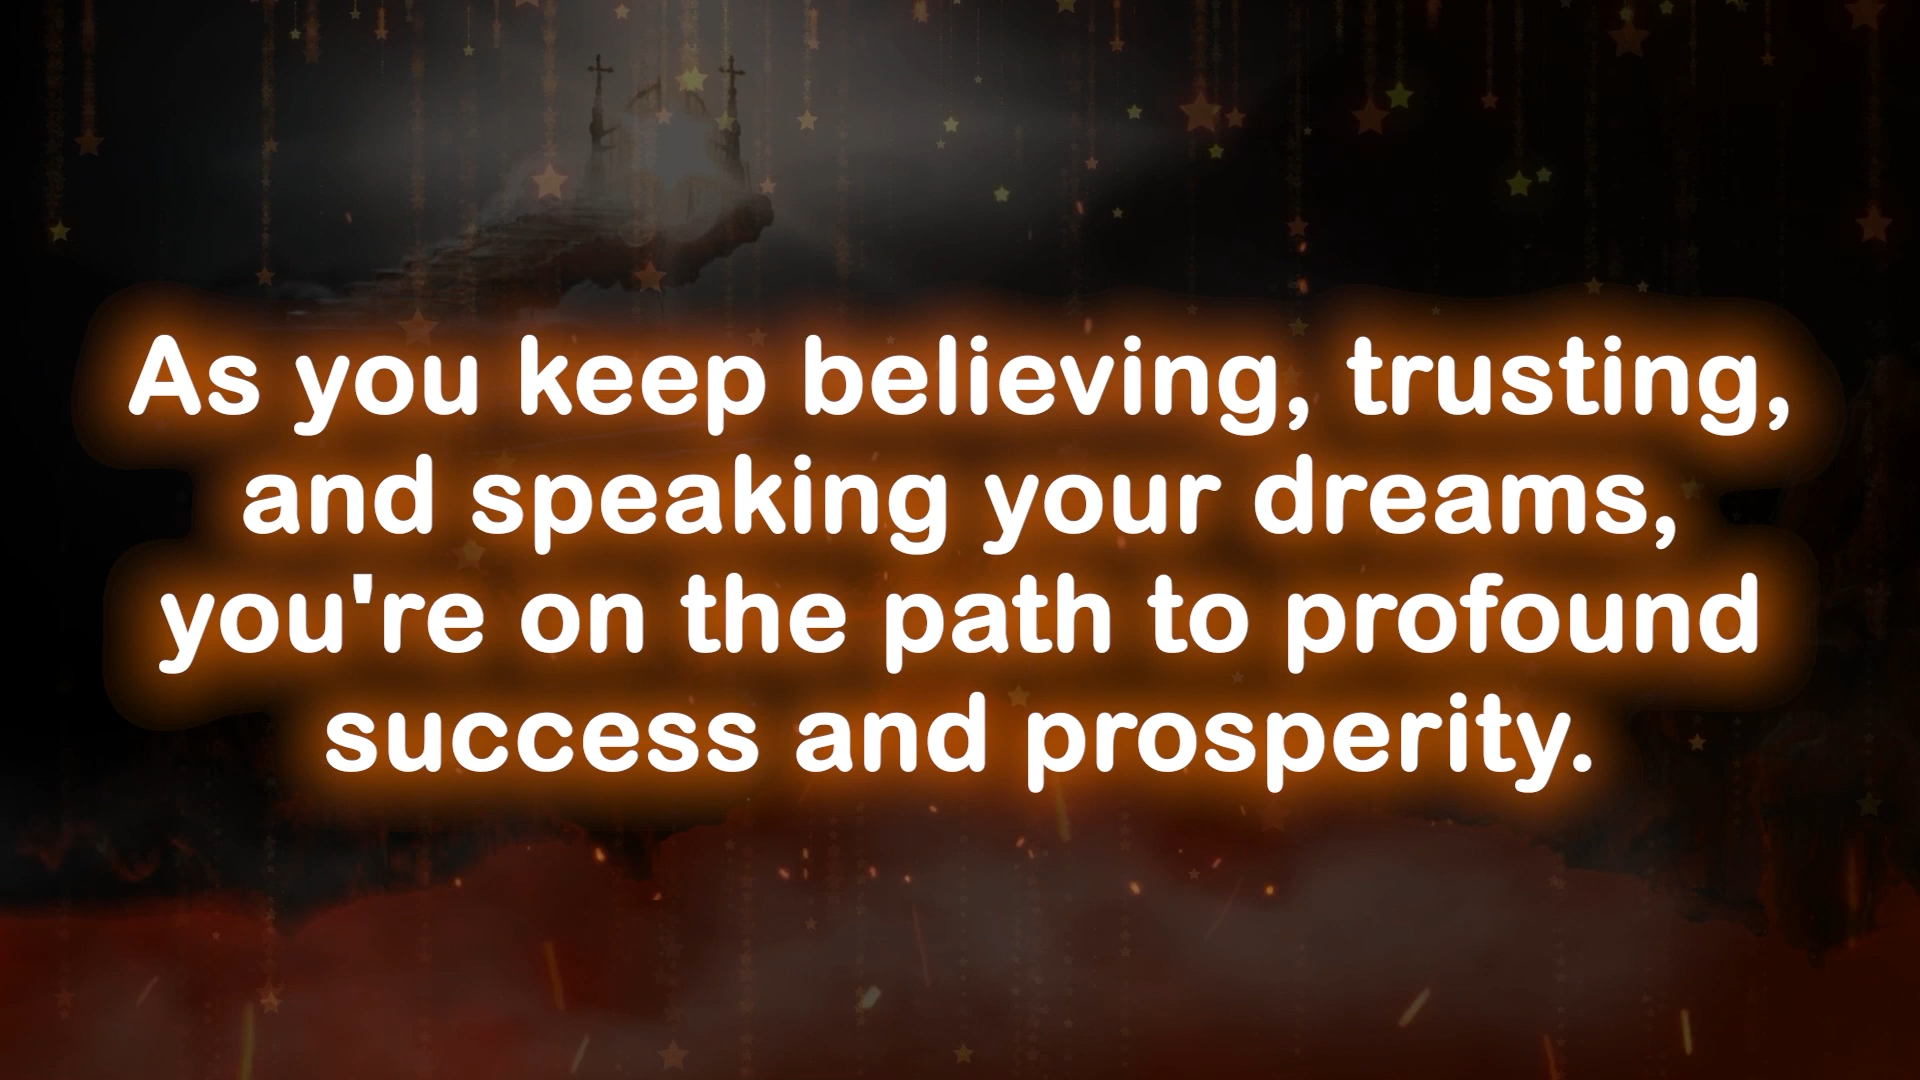 As you keep believing, trusting,
and speaking your dreams,
you're on the path to profound
success and prosperity.